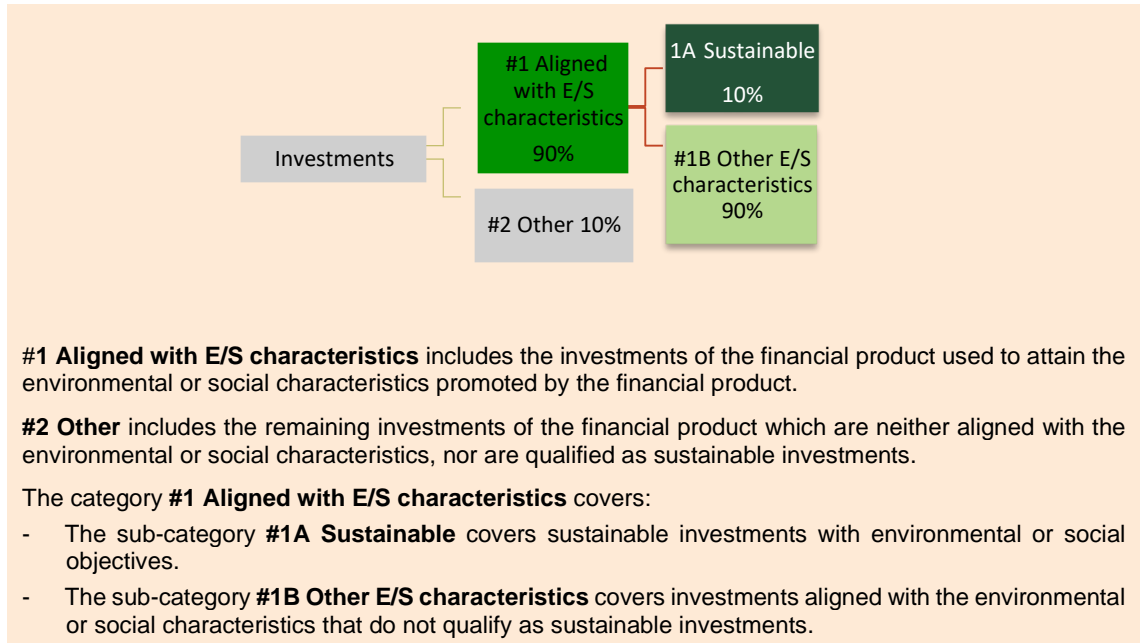 Investments
#1 Aligned
with E/S
characteristics
90%
#2 Other 10%
1A Sustainable
10%
#1B Other E/S
characteristics
90%
#1 Aligned with E/S characteristics includes the investments of the financial product used to attain the
environmental or social characteristics promoted by the financial product.
#2 Other includes the remaining investments of the financial product which are neither aligned with the
environmental or social characteristics, nor are qualified as sustainable investments.
The category #1 Aligned with E/S characteristics covers:
- The sub-category #1A Sustainable covers sustainable investments with environmental or social
objectives.
- The sub-category #1B Other E/S characteristics covers investments aligned with the environmental
or social characteristics that do not qualify as sustainable investments.